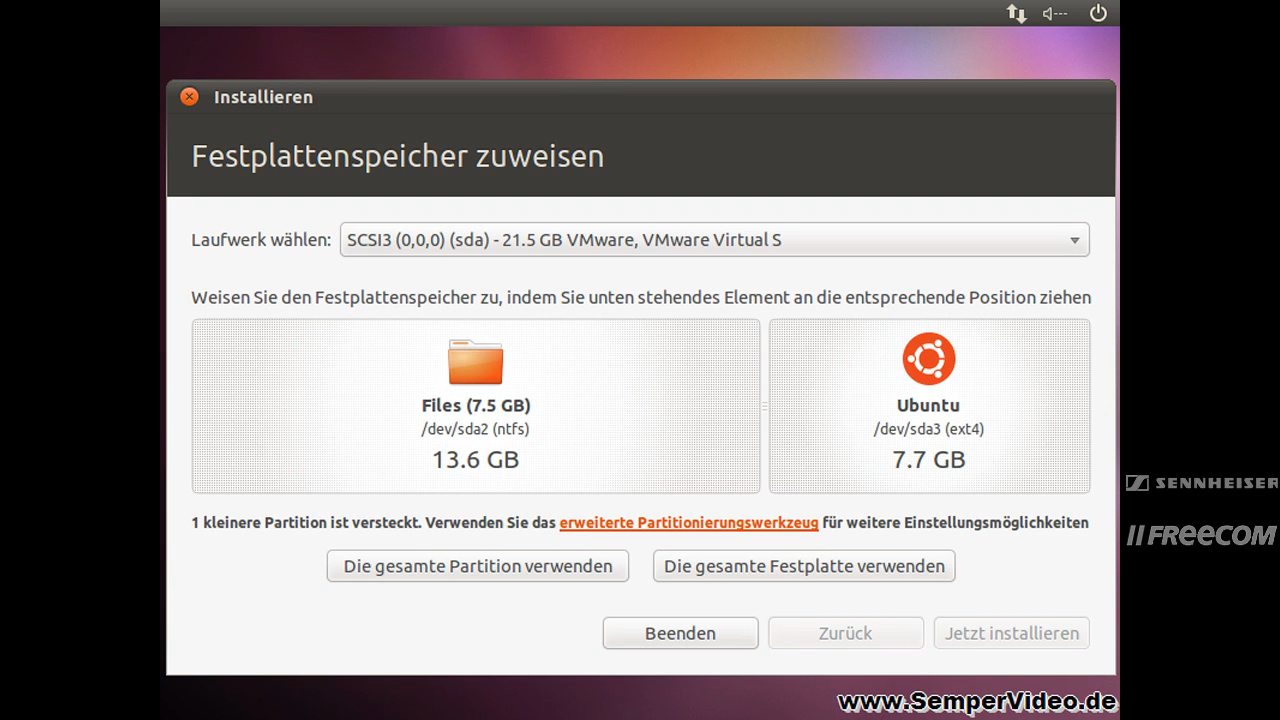 Installieren
Festplattenspeicher zuweisen
Laufwerk wählen: SCSI3 (0,0,0) (sda) - 21.5 GB VMware, VMware Virtual S
Weisen Sie den Festplattenspeicher zu, indem Sie unten stehendes Element an die entsprechende Position ziehen
Files (7.5 GB)
/dev/sda2 (ntfs)
13.6 GB
Ubuntu
/dev/sda3 (ext4)
7.7 GB
1 kleinere Partition ist versteckt. Verwenden Sie das erweiterte Partitionierungswerkzeug für weitere Einstellungsmöglichkeiten
Die gesamte Partition verwenden Die gesamte Festplatte verwenden
Beenden Zurück Jetzt installieren
SENNHEISER
FREECOM
www.SemperVideo.de